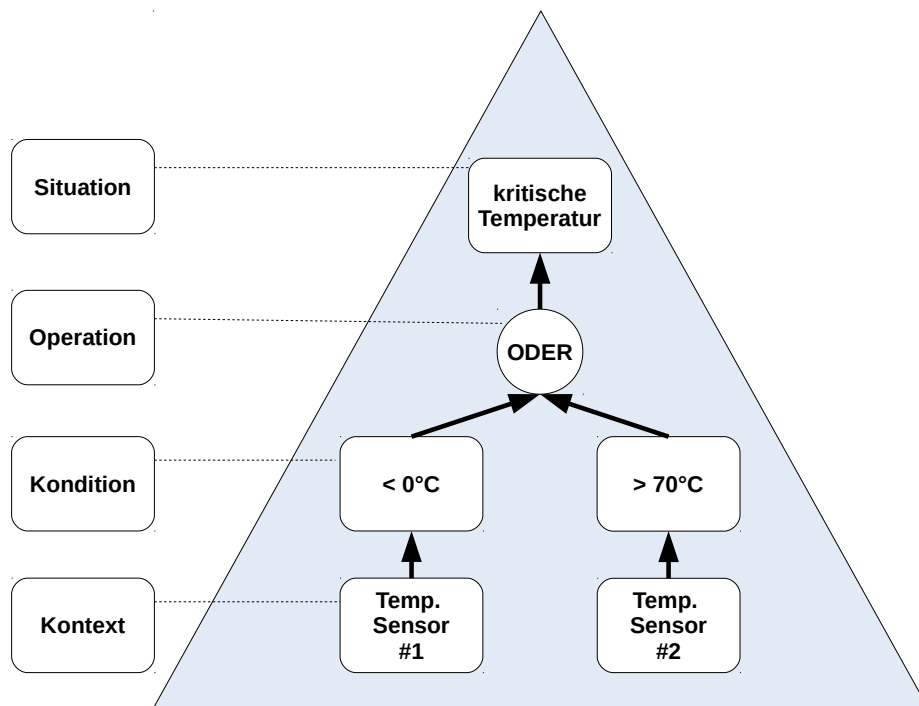 Situation
kritische
Temperatur
Operation
ODER
Kondition
< 0°C
> 70°C
Kontext
Temp.
Sensor
#1
Temp.
Sensor
#2